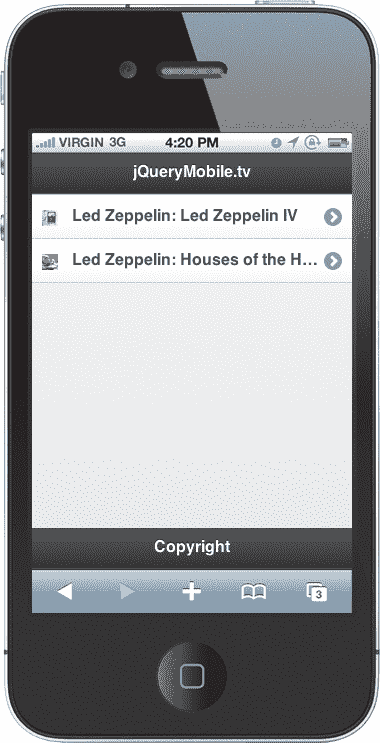 VIRGIN 3G 4:20 PM
jQueryMobile.tv
Led Zeppelin: Led Zeppelin IV
Led Zeppelin: Houses of the H...
Copyright
3